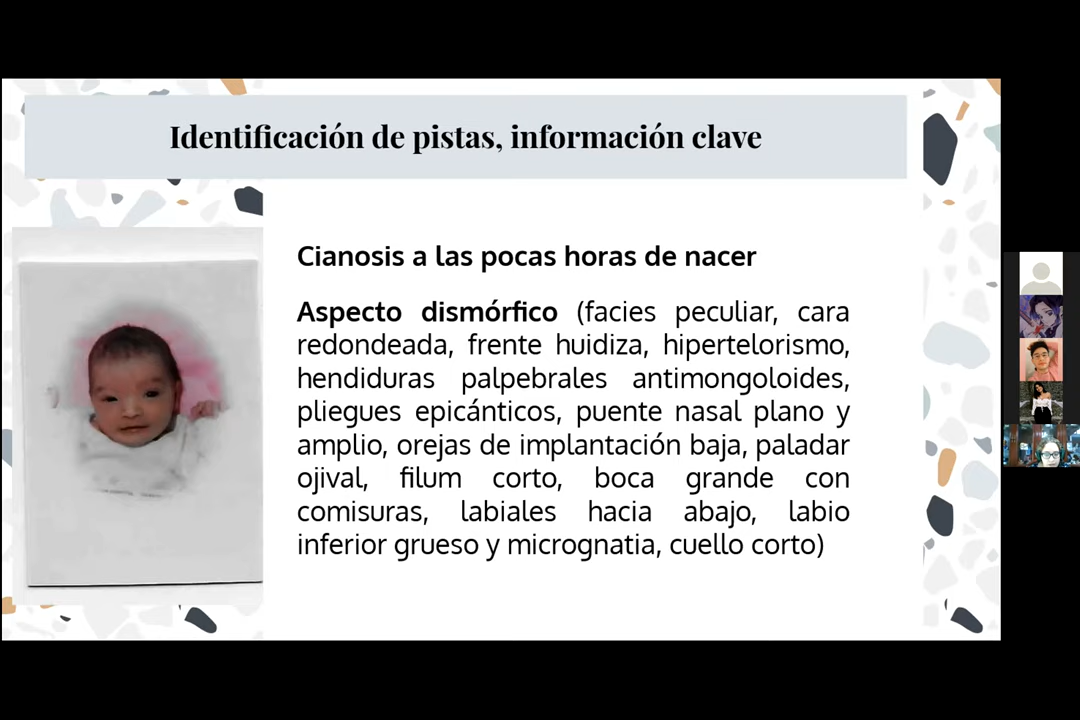 Identificación de pistas, información clave
Cianosis a las pocas horas de nacer
Aspecto dismórfico (facies peculiar, cara
redondeada, frente huidiza, hipertelorismo,
hendiduras palpebrales antimongoloides,
pliegues epicánticos, puente nasal plano y
amplio, orejas de implantación baja, paladar
ojival, filum corto, boca grande con
comisuras, labiales hacia abajo, labio
inferior grueso y micrognatia, cuello corto)